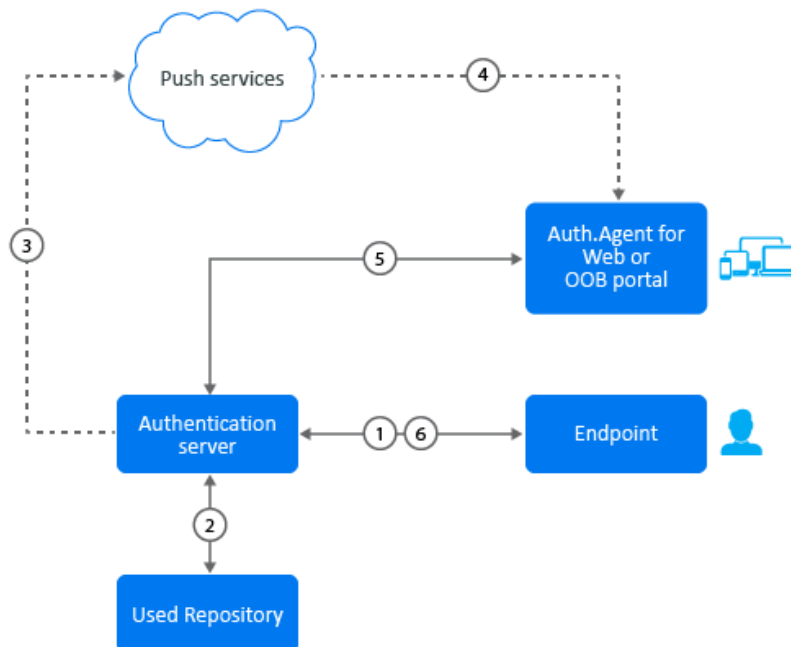 Push services
4
3
Auth.Agent for
Web or
OOB portal
5
Authentication
server
1 6
Endpoint
2
Used Repository